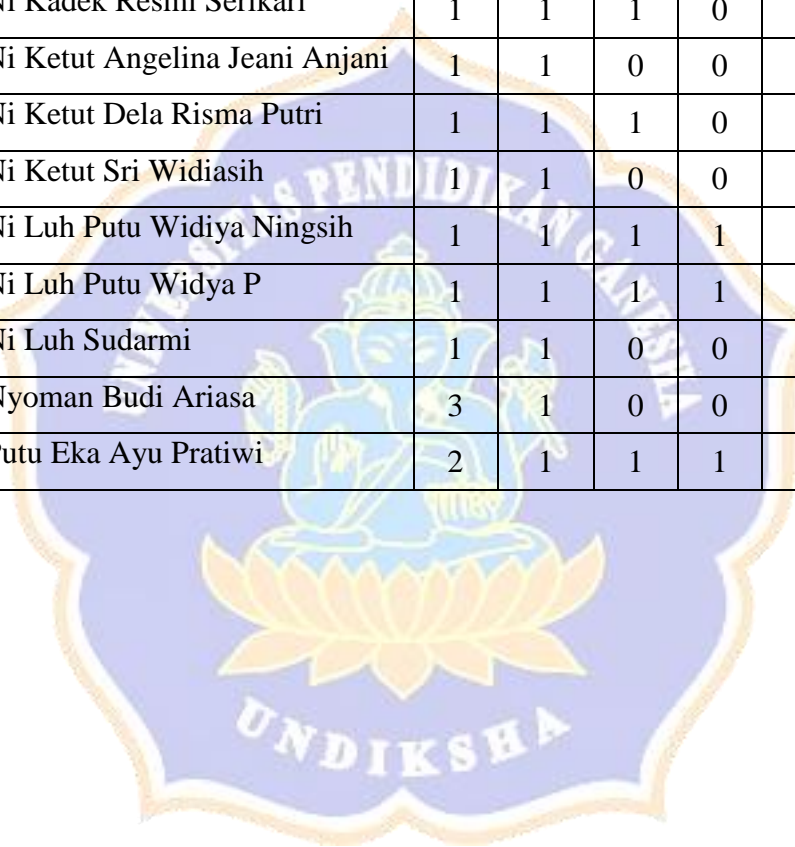 Ni Kadek Resmi Serikari 1 1 1 0
Ni Ketut Angelina Jeani Anjani 1 1 0 0
Ni Ketut Dela Risma Putri 1 1 1 0
Ni Ketut Sri Widiasih 1 1 0 0
Ni Luh Putu Widiya Ningsih 1 1 1 1
Ni Luh Putu Widya P 1 1 1 1
Ni Luh Sudarmi 1 1 0 0
Nyoman Budi Ariasa 3 1 0 0
Putu Eka Ayu Pratiwi 2 1 1 1
UNIVERSITAS PENDIDIKAN GANESHA
UNDIKSHA